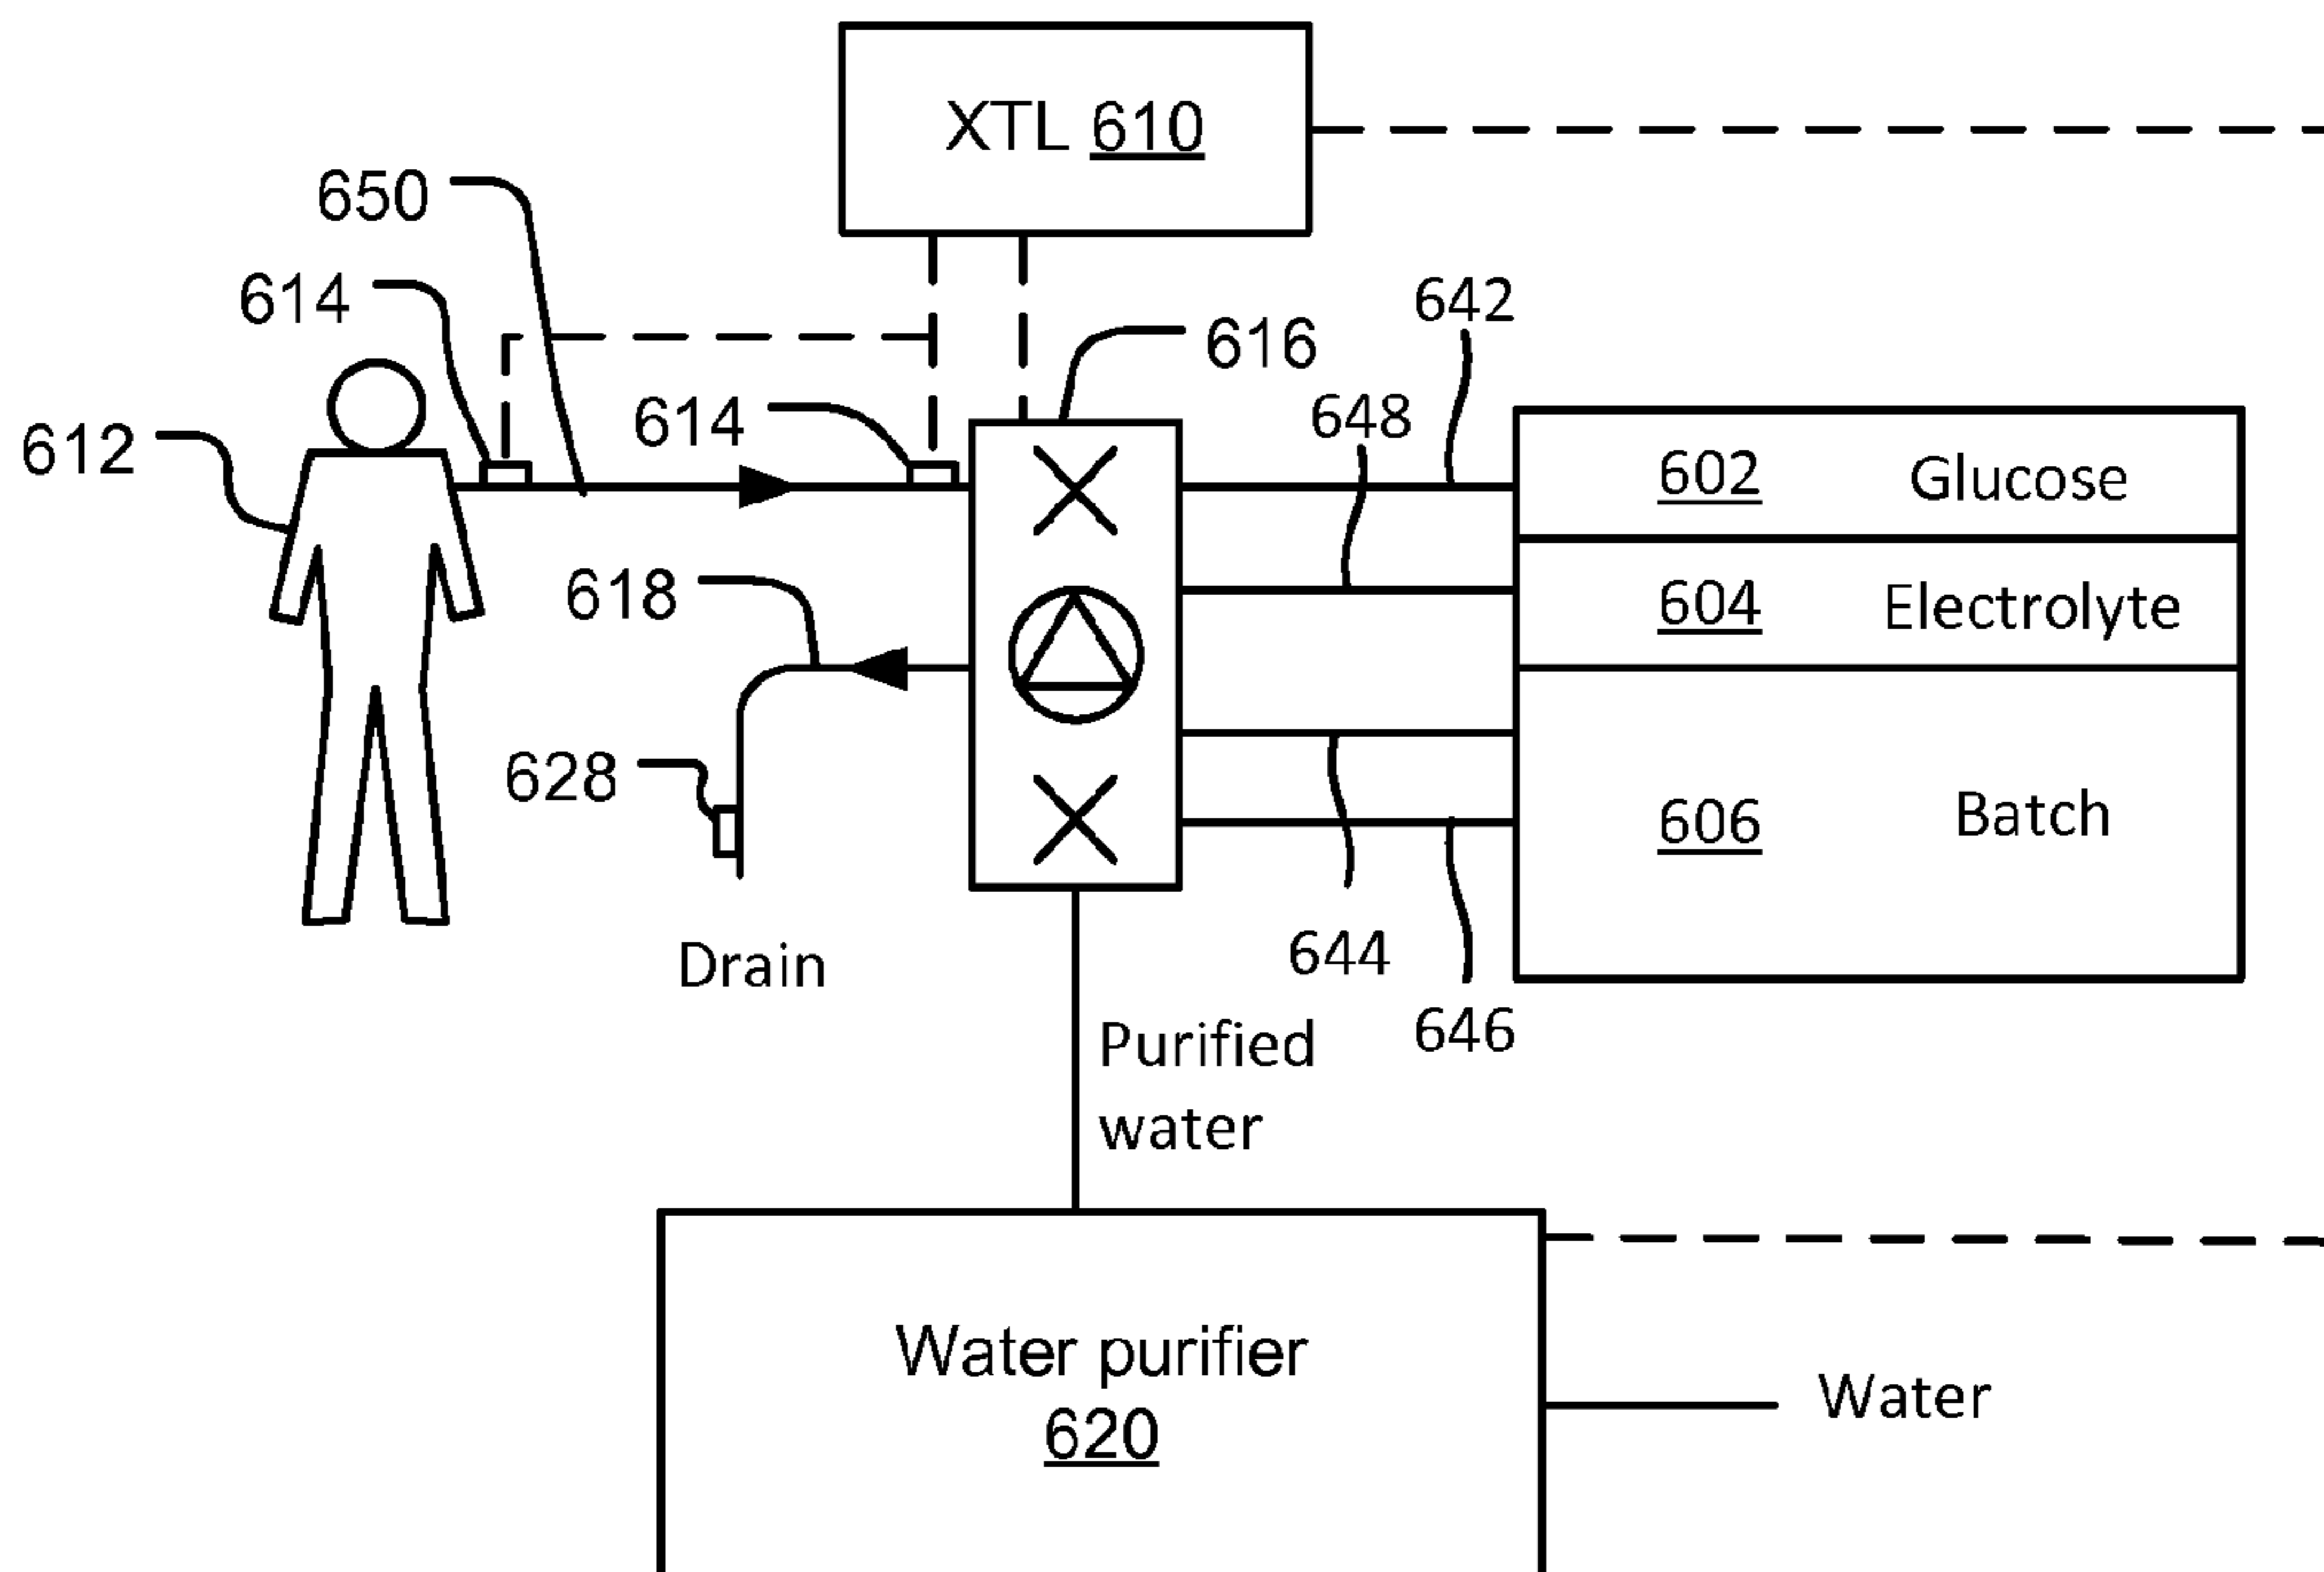 XTL 610
650
614
642
616
614
648
612
602 Glucose
618
604 Electrolyte
628
606 Batch
644
Drain
646
Purified
water
Water purifier
620
Water